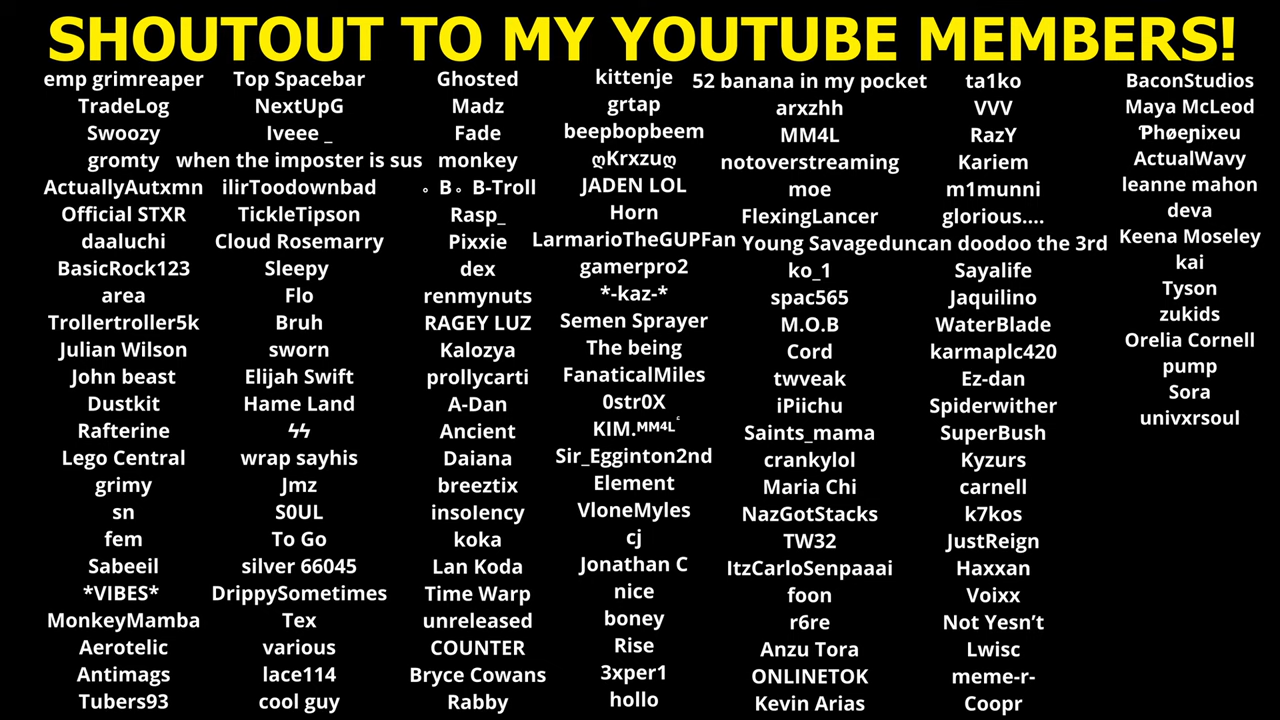 SHOUTOUT TO MY YOUTUBE MEMBERS!
emp grimreaper
TradeLog
Swoozy
gromty
ActuallyAutxmn
Official STXR
daaluchi
BasicRock123
area
Trollertroller5k
Julian Wilson
John beast
Dustkit
Rafterine
Lego Central
grimy
sn
fem
Sabeeil
*VIBES*
MonkeyMamba
Aerotelic
Antimags
Tubers93
Top Spacebar
NextUpG
Iveee _
when the imposter is sus
ilirToodownbad
TickleTipson
Cloud Rosemarry
Sleepy
Flo
Bruh
sworn
Elijah Swift
Hame Land
ϟϟ
wrap sayhis
Jmz
S0UL
To Go
silver 66045
DrippySometimes
Tex
various
lace114
cool guy
Ghosted
Madz
Fade
monkey
。B。B-Troll
Rasp_
Pixxie
dex
renmynuts
RAGEY LUZ
Kalozya
prollycarti
A-Dan
Ancient
Daiana
breeztix
insoIency
koka
Lan Koda
Time Warp
unreleased
COUNTER
Bryce Cowans
Rabby
kittenje
grtap
beepbopbeem
ღKrxzuღ
JADEN LOL
Horn
LarmarioTheGUPFan
gamerpro2
*-kaz-*
Semen Sprayer
The being
FanaticalMiles
0str0X
KIM.ᴹᴹ⁴ᴸ
Sir_Egginton2nd
Element
VloneMyles
cj
Jonathan C
nice
boney
Rise
3xper1
hollo
52 banana in my pocket
arxzhh
MM4L
notoverstreaming
moe
FlexingLancer
Young Savage
ko_1
spac565
M.O.B
Cord
twveak
iPiichu
Saints_mama
crankylol
Maria Chi
NazGotStacks
TW32
ItzCarloSenpaaai
foon
r6re
Anzu Tora
ONLINETOK
Kevin Arias
ta1ko
VVV
RazY
Kariem
m1munni
glorious....
duncan doodoo the 3rd
Sayalife
Jaquilino
WaterBlade
karmaplc420
Ez-dan
Spiderwither
SuperBush
Kyzurs
carnell
k7kos
JustReign
Haxxan
Voixx
Not Yesn’t
Lwisc
meme-r-
Coopr
BaconStudios
Maya McLeod
Ƥhøeɲixeu
ActualWavy
leanne mahon
deva
Keena Moseley
kai
Tyson
zukids
Orelia Cornell
pump
Sora
univxrsoul